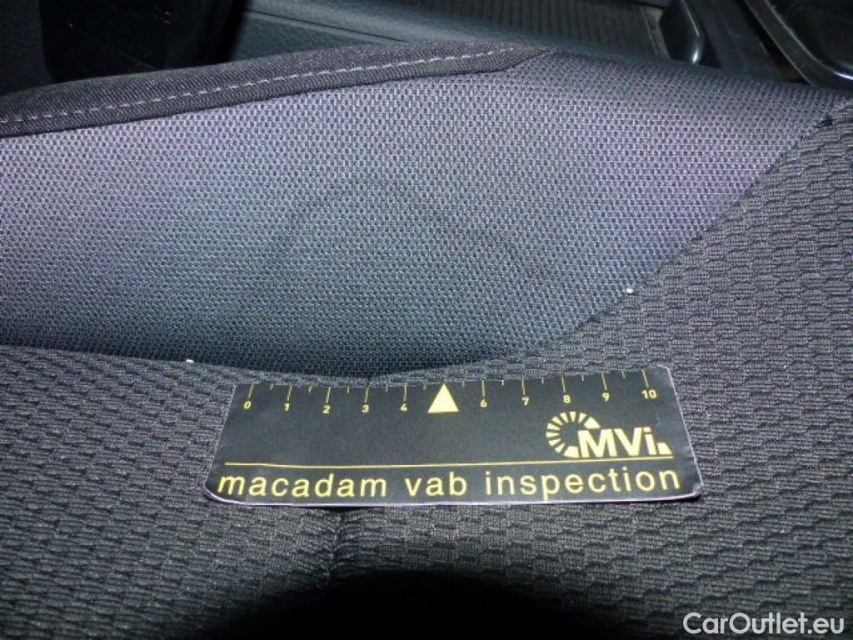 0 1 2 3 4 6 7 8 9 10
MVi.
macadam vab inspection
CarOutlet.eu